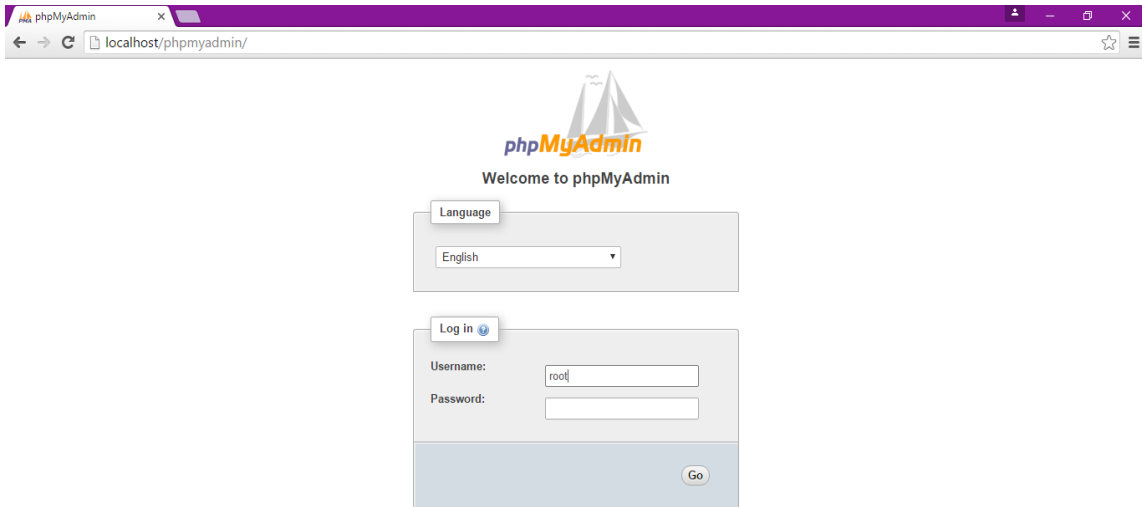 phpMyAdmin
localhost/phpmyadmin/
phpMyAdmin
Welcome to phpMyAdmin
Language
English
Log in
Username:
root
Password:
Go